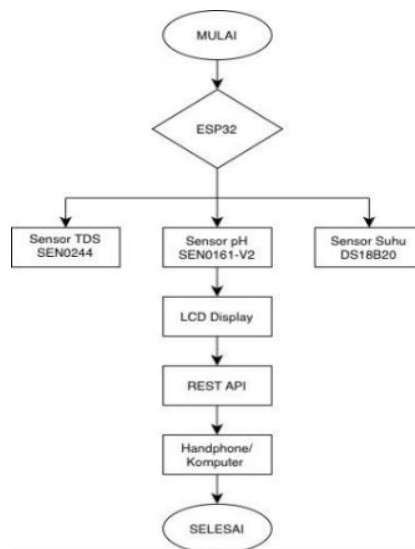 MULAI
ESP32
Sensor TDS
SEN0244
Sensor pH
SEN0161-V2
Sensor Suhu
DS18B20
LCD Display
REST API
Handphone/
Komputer
SELESAI